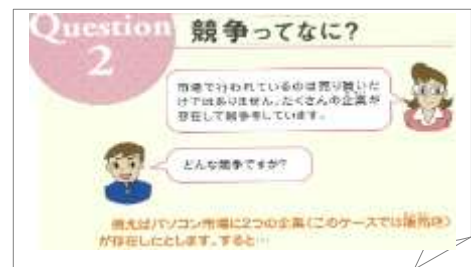 Question
2
競争ってなに?
市場で行われているのは売り買いだ
けではありません。たくさんの企業が
存在して競争をしています。
どんな競争ですか?
例えばパソコン市場に2つの企業(このケースでは販売店)
が存在したとします。すると…